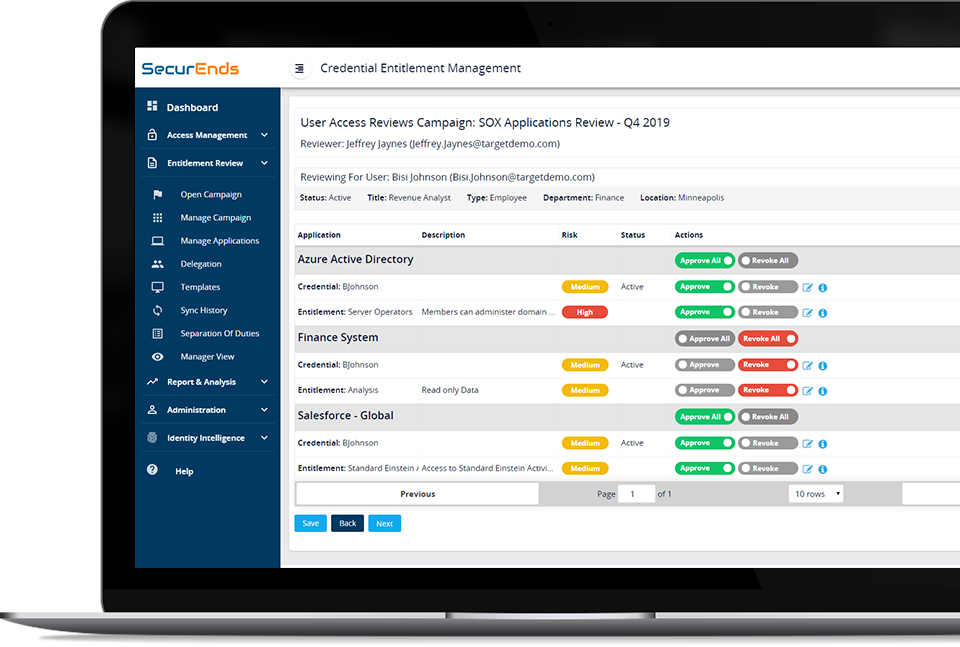 SecurEnds
Credential Entitlement Management
Dashboard
Access Management
Entitlement Review
Open Campaign
Manage Campaign
Manage Applications
Delegation
Templates
Sync History
Separation Of Duties
Manager View
Report & Analysis
Administration
Identity Intelligence
Help
User Access Reviews Campaign: SOX Applications Review - Q4 2019
Reviewer: Jeffrey Jaynes (Jeffrey.Jaynes@targetdemo.com)
Reviewing For User: Bisi Johnson (Bisi.Johnson@targetdemo.com)
Status: Active Title: Revenue Analyst Type: Employee Department: Finance Location: Minneapolis
Application Description Risk Status Actions
Azure Active Directory Approve All Revoke All
Credential: BJohnson Medium Active Approve Revoke
Entitlement: Server Operators Members can administer domain ... High Approve Revoke
Finance System Approve All Revoke All
Credential: BJohnson Medium Active Approve Revoke
Entitlement: Analysis Read only Data Medium Approve Revoke
Salesforce - Global Approve All Revoke All
Credential: BJohnson Medium Active Approve Revoke
Entitlement: Standard Einstein Access to Standard Einstein Activi... Medium Approve Revoke
Previous Page 1 of 1 10 rows
Save Back Next